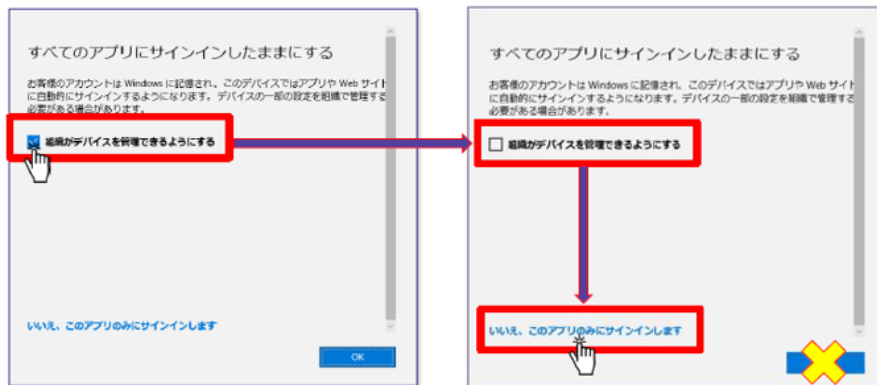 すべてのアプリにサインインしたままにする
お客様のアカウントは Windows に記憶され、このデバイスではアプリや Web サイト
に自動的にサインインするようになります。デバイスの一部の設定を組織で管理する
必要がある場合があります。
組織がデバイスを管理できるようにする
いいえ、このアプリのみにサインインします
OK
すべてのアプリにサインインしたままにする
お客様のアカウントは Windows に記憶され、このデバイスではアプリや Web サイト
に自動的にサインインするようになります。デバイスの一部の設定を組織で管理する
必要がある場合があります。
組織がデバイスを管理できるようにする
いいえ、このアプリのみにサインインします